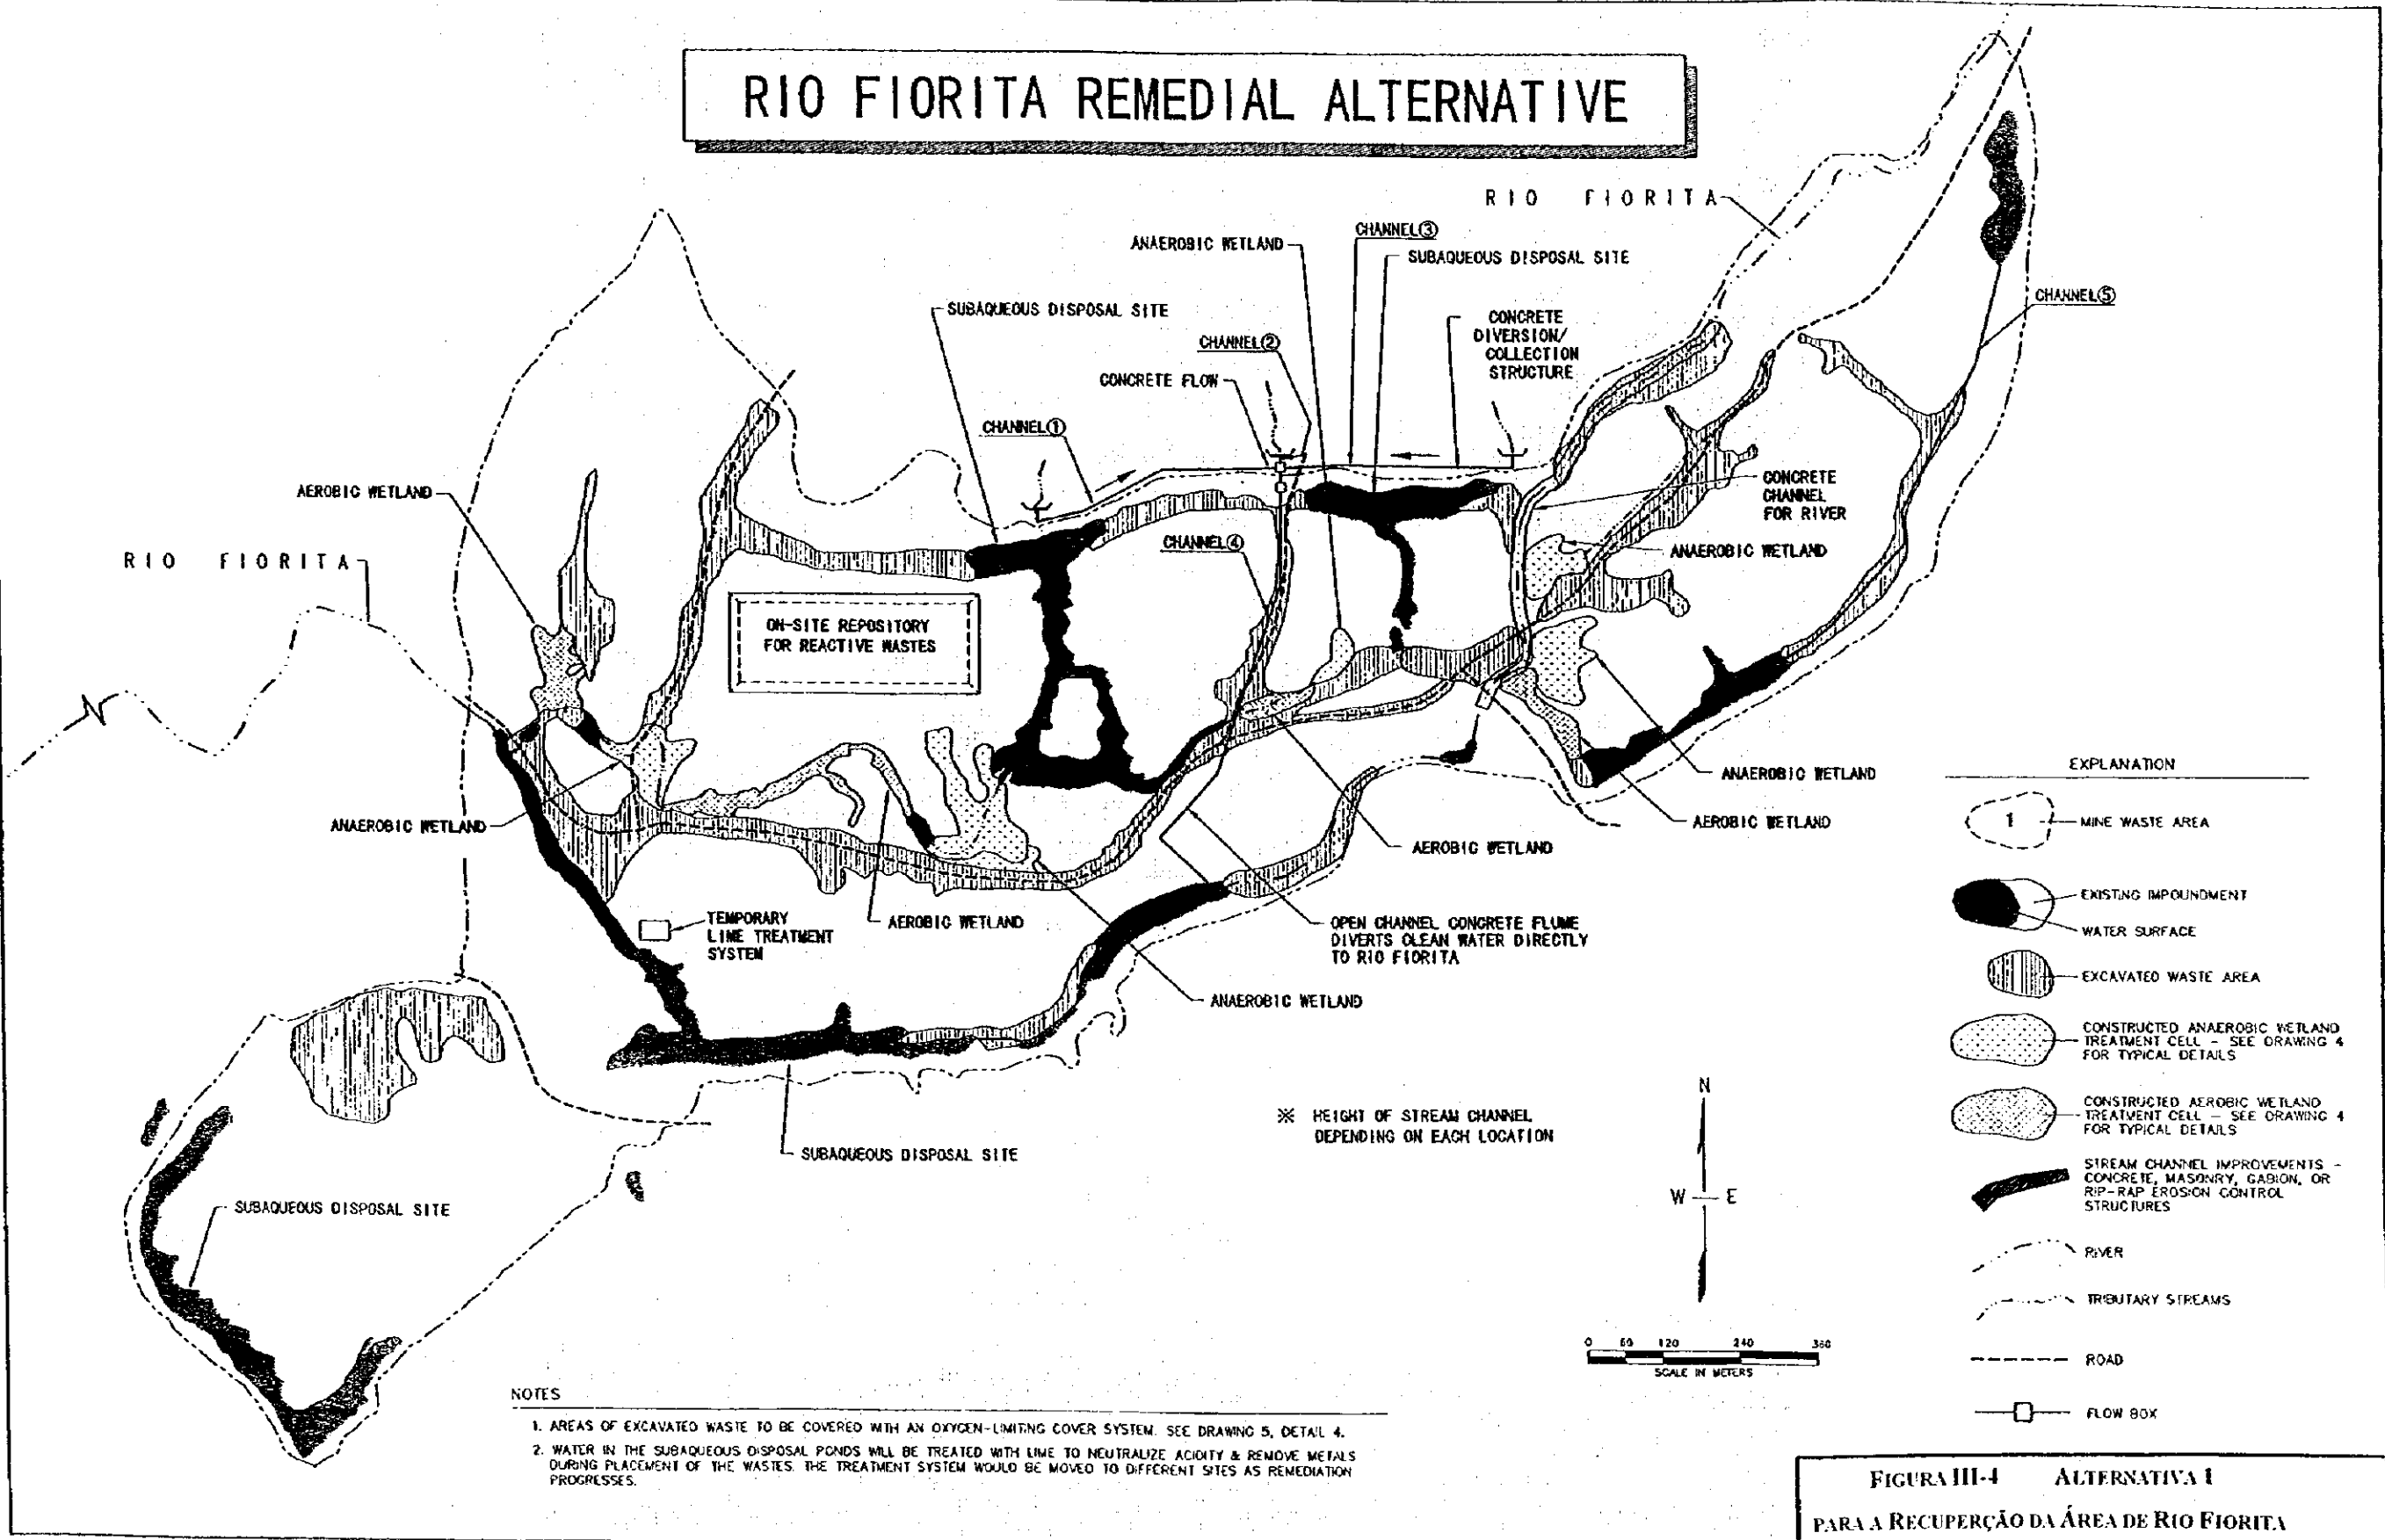 RIO FIORITA REMEDIAL ALTERNATIVE
RIO FIORITA
CHANNEL③
ANAEROBIC WETLAND
SUBAQUEOUS DISPOSAL SITE
CHANNEL⑤
SUBAQUEOUS DISPOSAL SITE
CONCRETE
DIVERSION/
COLLECTION
STRUCTURE
CHANNEL②
CONCRETE FLOW
CHANNEL①
AEROBIC WETLAND
CONCRETE
CHANNEL
FOR RIVER
RIO FIORITA
CHANNEL④
ANAEROBIC WETLAND
ON-SITE REPOSITORY
FOR REACTIVE WASTES
ANAEROBIC WETLAND
ANAEROBIC WETLAND
AEROBIC WETLAND
AEROBIC WETLAND
TEMPORARY
LIME TREATMENT
SYSTEM
AEROBIC WETLAND
OPEN CHANNEL CONCRETE FLUME
DIVERTS CLEAN WATER DIRECTLY
TO RIO FIORITA
ANAEROBIC WETLAND
※ HEIGHT OF STREAM CHANNEL
DEPENDING ON EACH LOCATION
SUBAQUEOUS DISPOSAL SITE
SUBAQUEOUS DISPOSAL SITE
N
W E
0 60 120 240 360
SCALE IN METERS
EXPLANATION
1 MINE WASTE AREA
EXISTING IMPOUNDMENT
WATER SURFACE
EXCAVATED WASTE AREA
CONSTRUCTED ANAEROBIC WETLAND
TREATMENT CELL - SEE DRAWING 4
FOR TYPICAL DETAILS
CONSTRUCTED AEROBIC WETLAND
TREATMENT CELL - SEE DRAWING 4
FOR TYPICAL DETAILS
STREAM CHANNEL IMPROVEMENTS -
CONCRETE, MASONRY, GABION, OR
RIP-RAP EROSION CONTROL
STRUCTURES
RIVER
TRIBUTARY STREAMS
ROAD
FLOW BOX
NOTES
1. AREAS OF EXCAVATED WASTE TO BE COVERED WITH AN OXYGEN-LIMITING COVER SYSTEM. SEE DRAWING 5, DETAIL 4.
2. WATER IN THE SUBAQUEOUS DISPOSAL PONDS WILL BE TREATED WITH LIME TO NEUTRALIZE ACIDITY & REMOVE METALS
DURING PLACEMENT OF THE WASTES. THE TREATMENT SYSTEM WOULD BE MOVED TO DIFFERENT SITES AS REMEDIATION
PROGRESSES.
FIGURA III-4 ALTERNATIVA 1
PARA A RECUPERÇÃO DA ÁREA DE RIO FIORITA